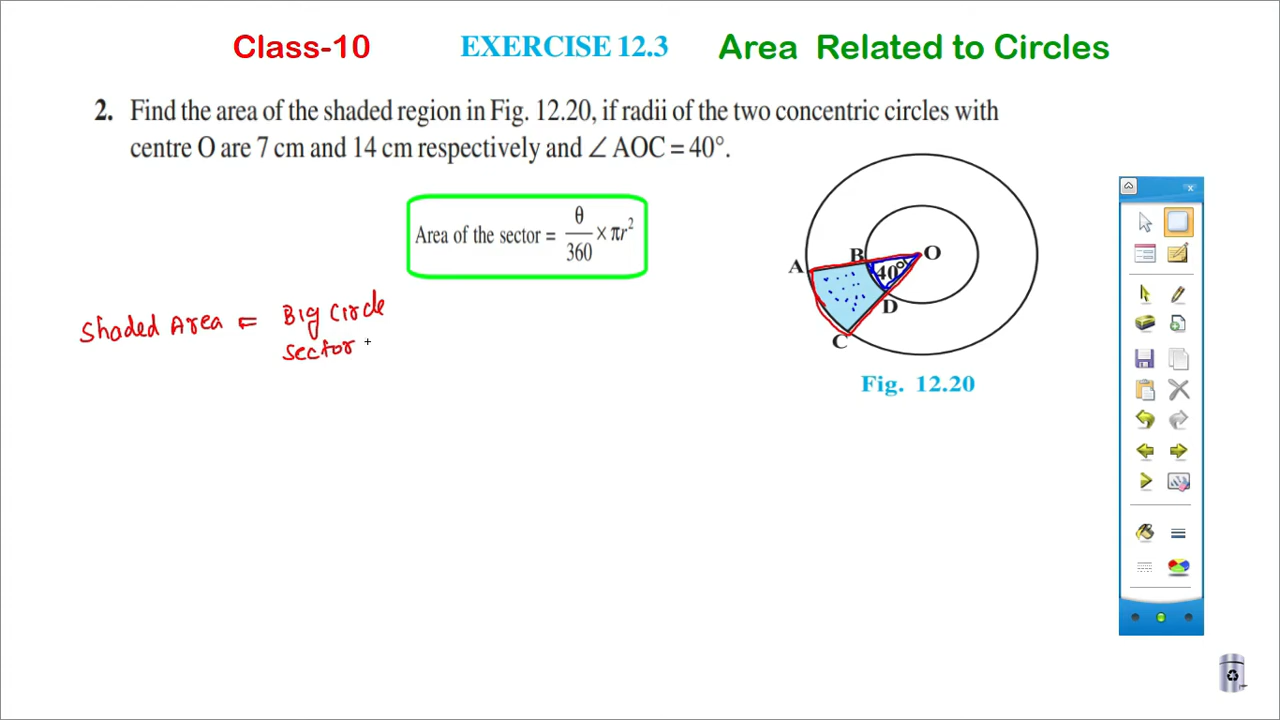 Class-10 EXERCISE 12.3 Area Related to Circles
2. Find the area of the shaded region in Fig. 12.20, if radii of the two concentric circles with
centre O are 7 cm and 14 cm respectively and ∠ AOC = 40°.
Area of the sector = θ/360 × πr²
A
B
O
40°
D
C
Fig. 12.20
Shaded Area = Big Circle
sector